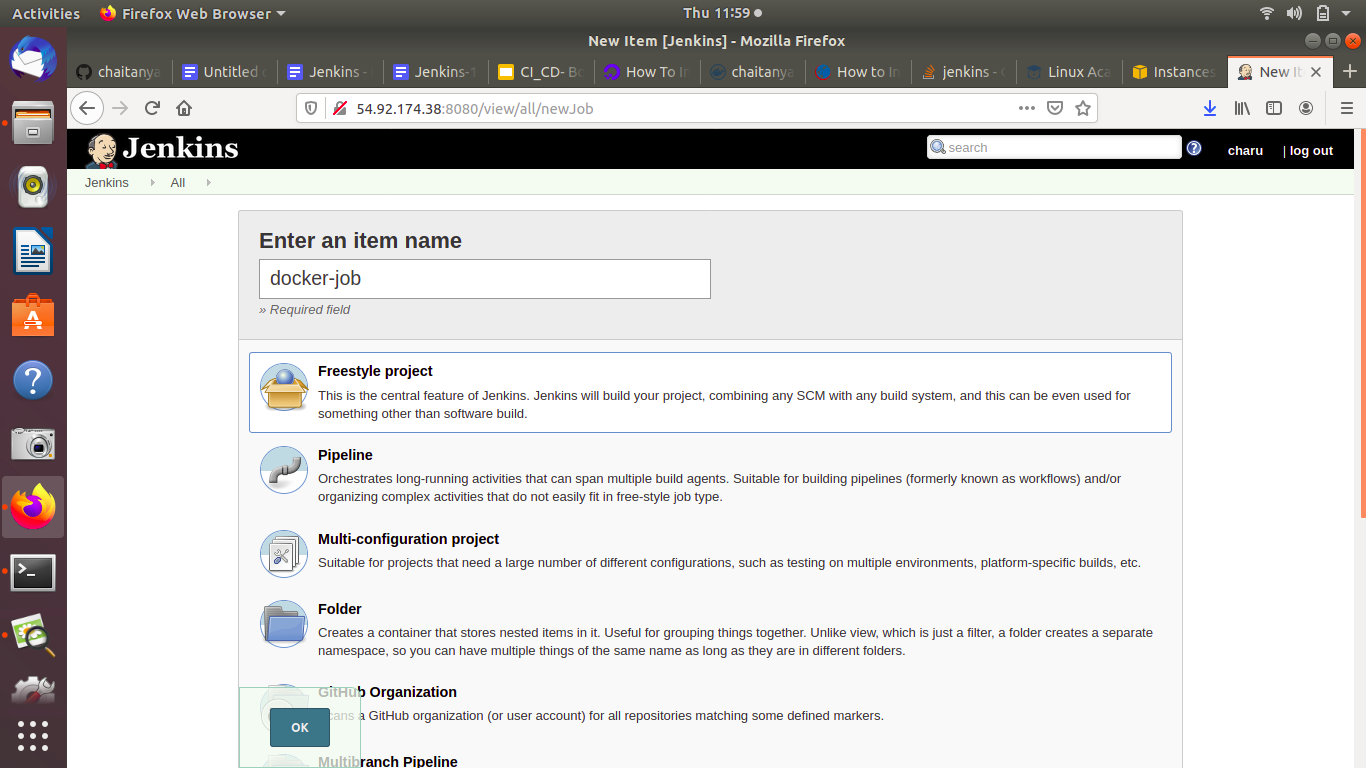 Activities
Firefox Web Browser
Thu 11:59
New Item [Jenkins] - Mozilla Firefox
chaitanya
Untitled
Jenkins -
Jenkins-1
CI_CD- Bo
How To In
chaitanya
How to In
jenkins -
Linux Aca
Instances
New It
54.92.174.38:8080/view/all/newJob
Jenkins
search
charu
| log out
Jenkins
All
Enter an item name
docker-job
» Required field
Freestyle project
This is the central feature of Jenkins. Jenkins will build your project, combining any SCM with any build system, and this can be even used for
something other than software build.
Pipeline
Orchestrates long-running activities that can span multiple build agents. Suitable for building pipelines (formerly known as workflows) and/or
organizing complex activities that do not easily fit in free-style job type.
Multi-configuration project
Suitable for projects that need a large number of different configurations, such as testing on multiple environments, platform-specific builds, etc.
Folder
Creates a container that stores nested items in it. Useful for grouping things together. Unlike view, which is just a filter, a folder creates a separate
namespace, so you can have multiple things of the same name as long as they are in different folders.
GitHub Organization
Scans a GitHub organization (or user account) for all repositories matching some defined markers.
OK
Multibranch Pipeline